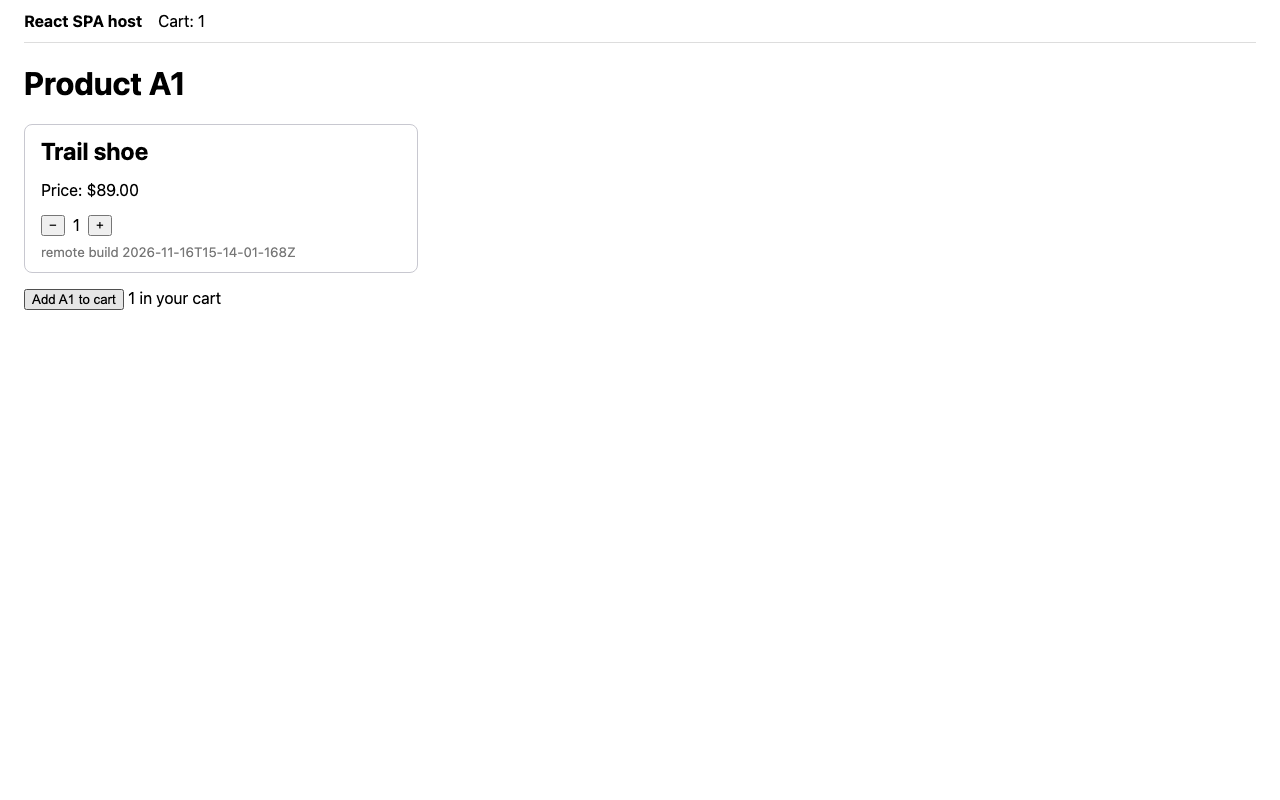 React SPA host Cart: 1
Product A1
Trail shoe
Price: $89.00
− 1 +
remote build 2026-11-16T15-14-01-168Z
Add A1 to cart 1 in your cart